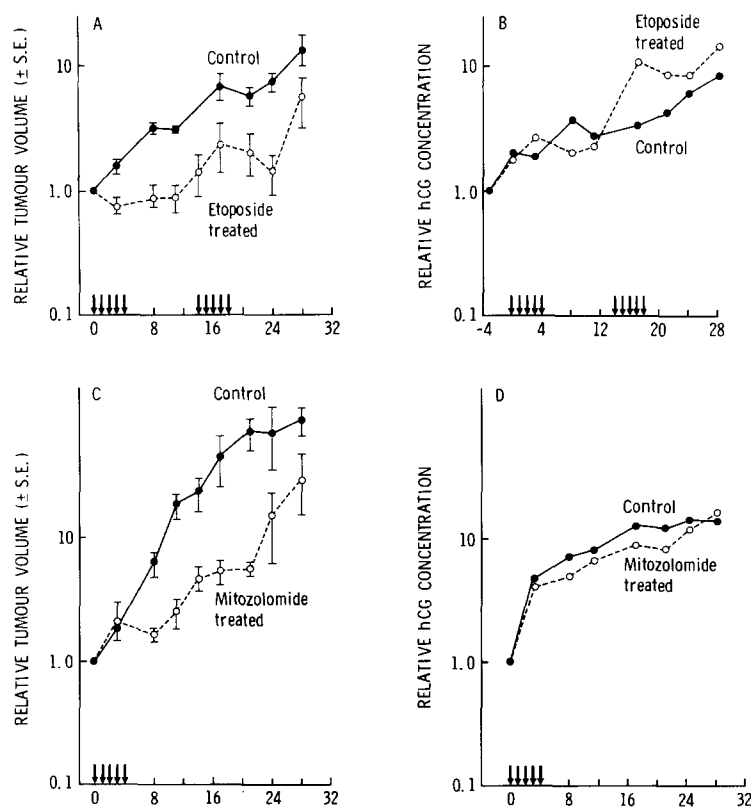 A
RELATIVE TUMOUR VOLUME (± S.E.)
10
1.0
0.1
Control
Etoposide
treated
0 8 16 24 32
B
RELATIVE hCG CONCENTRATION
10
1.0
0.1
Etoposide
treated
Control
-4 4 12 20 28
C
RELATIVE TUMOUR VOLUME (± S.E.)
10
1.0
0.1
Control
Mitozolomide
treated
0 8 16 24 32
D
RELATIVE hCG CONCENTRATION
10
1.0
0.1
Control
Mitozolomide
treated
0 8 16 24 32